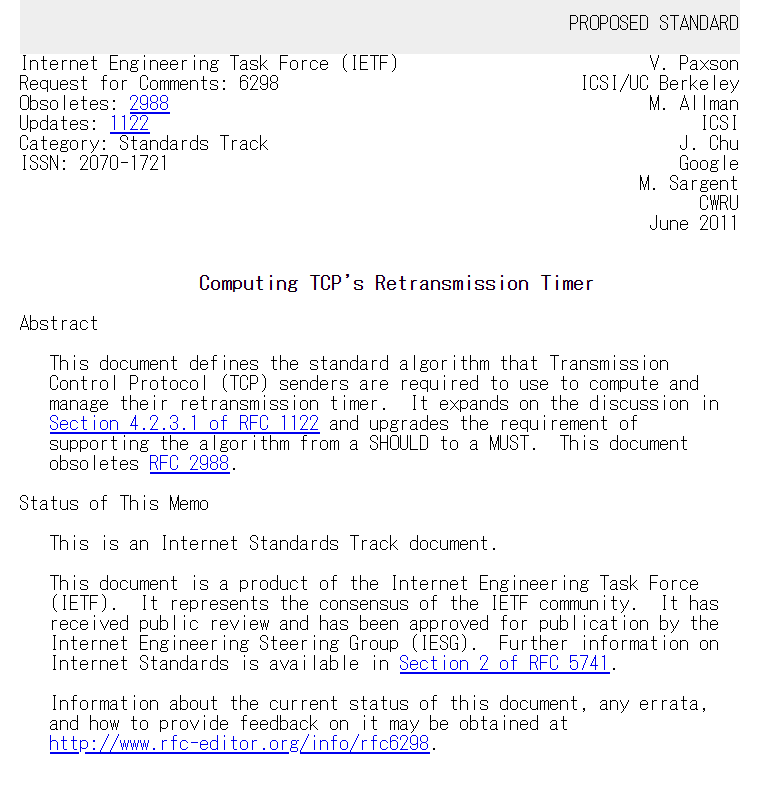 PROPOSED STANDARD
Internet Engineering Task Force (IETF)                         V. Paxson
Request for Comments: 6298                              ICSI/UC Berkeley
Obsoletes: 2988                                                M. Allman
Updates: 1122                                                       ICSI
Category: Standards Track                                         J. Chu
ISSN: 2070-1721                                                   Google
M. Sargent
CWRU
June 2011
Computing TCP's Retransmission Timer
Abstract
This document defines the standard algorithm that Transmission
Control Protocol (TCP) senders are required to use to compute and
manage their retransmission timer.  It expands on the discussion in
Section 4.2.3.1 of RFC 1122 and upgrades the requirement of
supporting the algorithm from a SHOULD to a MUST.  This document
obsoletes RFC 2988.
Status of This Memo
This is an Internet Standards Track document.
This document is a product of the Internet Engineering Task Force
(IETF).  It represents the consensus of the IETF community.  It has
received public review and has been approved for publication by the
Internet Engineering Steering Group (IESG).  Further information on
Internet Standards is available in Section 2 of RFC 5741.
Information about the current status of this document, any errata,
and how to provide feedback on it may be obtained at
http://www.rfc-editor.org/info/rfc6298.